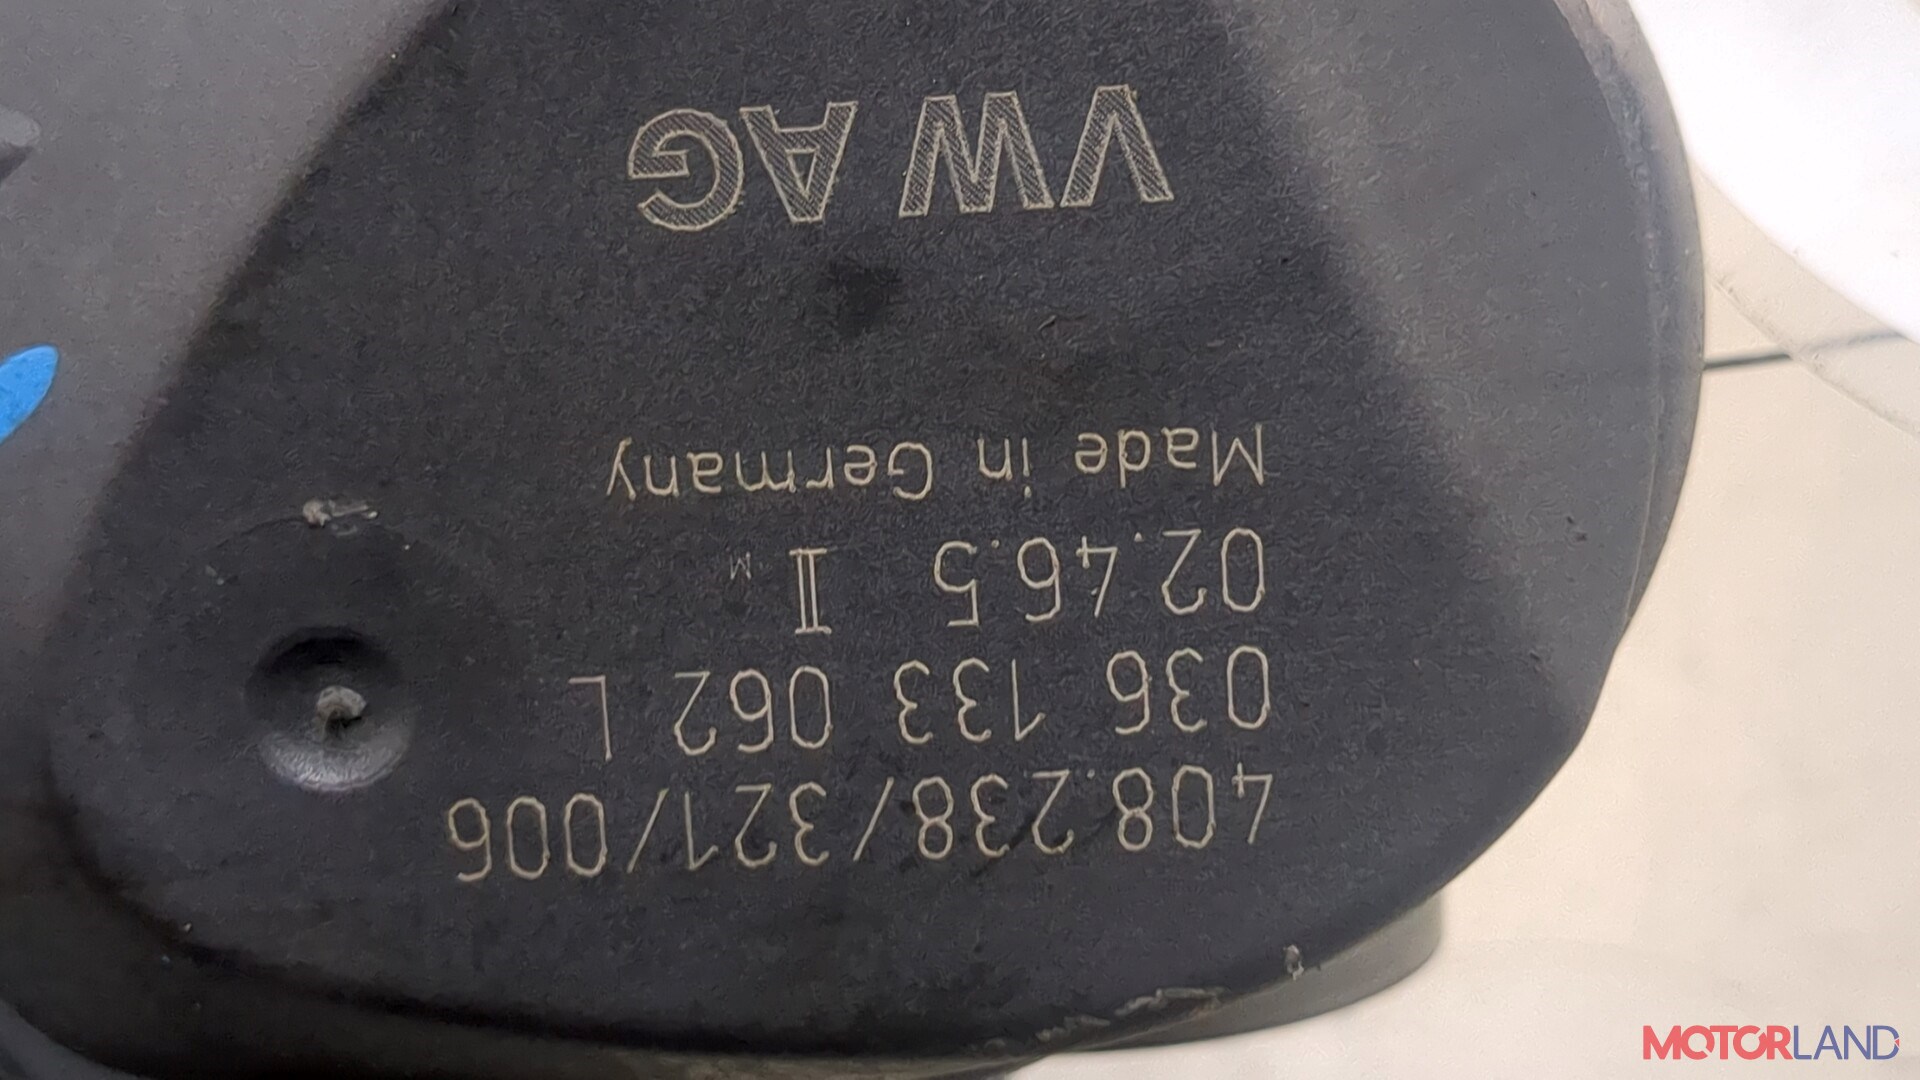 408.238/321/006
036 133 062 L
02.46.5 II M
Made in Germany
VW AG
MOTORLAND